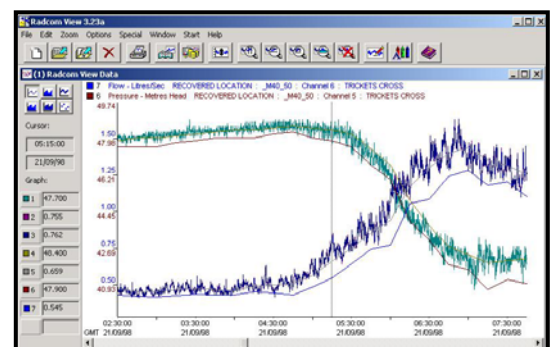 Radcom View 3.23a
File Edit Zoom Options Special Window Start Help
(1) Radcom View Data
7 Flow - Litres/Sec RECOVERED LOCATION : _M40_50 : Channel 6 : TRICKETS CROSS
6 Pressure - Metres Head RECOVERED LOCATION : _M40_50 : Channel 5 : TRICKETS CROSS
Cursor:
05:15:00
21/09/98
Graph:
1 47.700
2 0.755
3 0.762
4 48.400
5 0.659
6 47.900
7 0.545
49.74
1.50
47.98
1.25
46.21
1.00
44.45
0.75
42.69
0.50
40.93
02:30:00 03:30:00 04:30:00 05:30:00 06:30:00 07:30:00
GMT 21/09/98 21/09/98 21/09/98 21/09/98 21/09/98 21/09/98